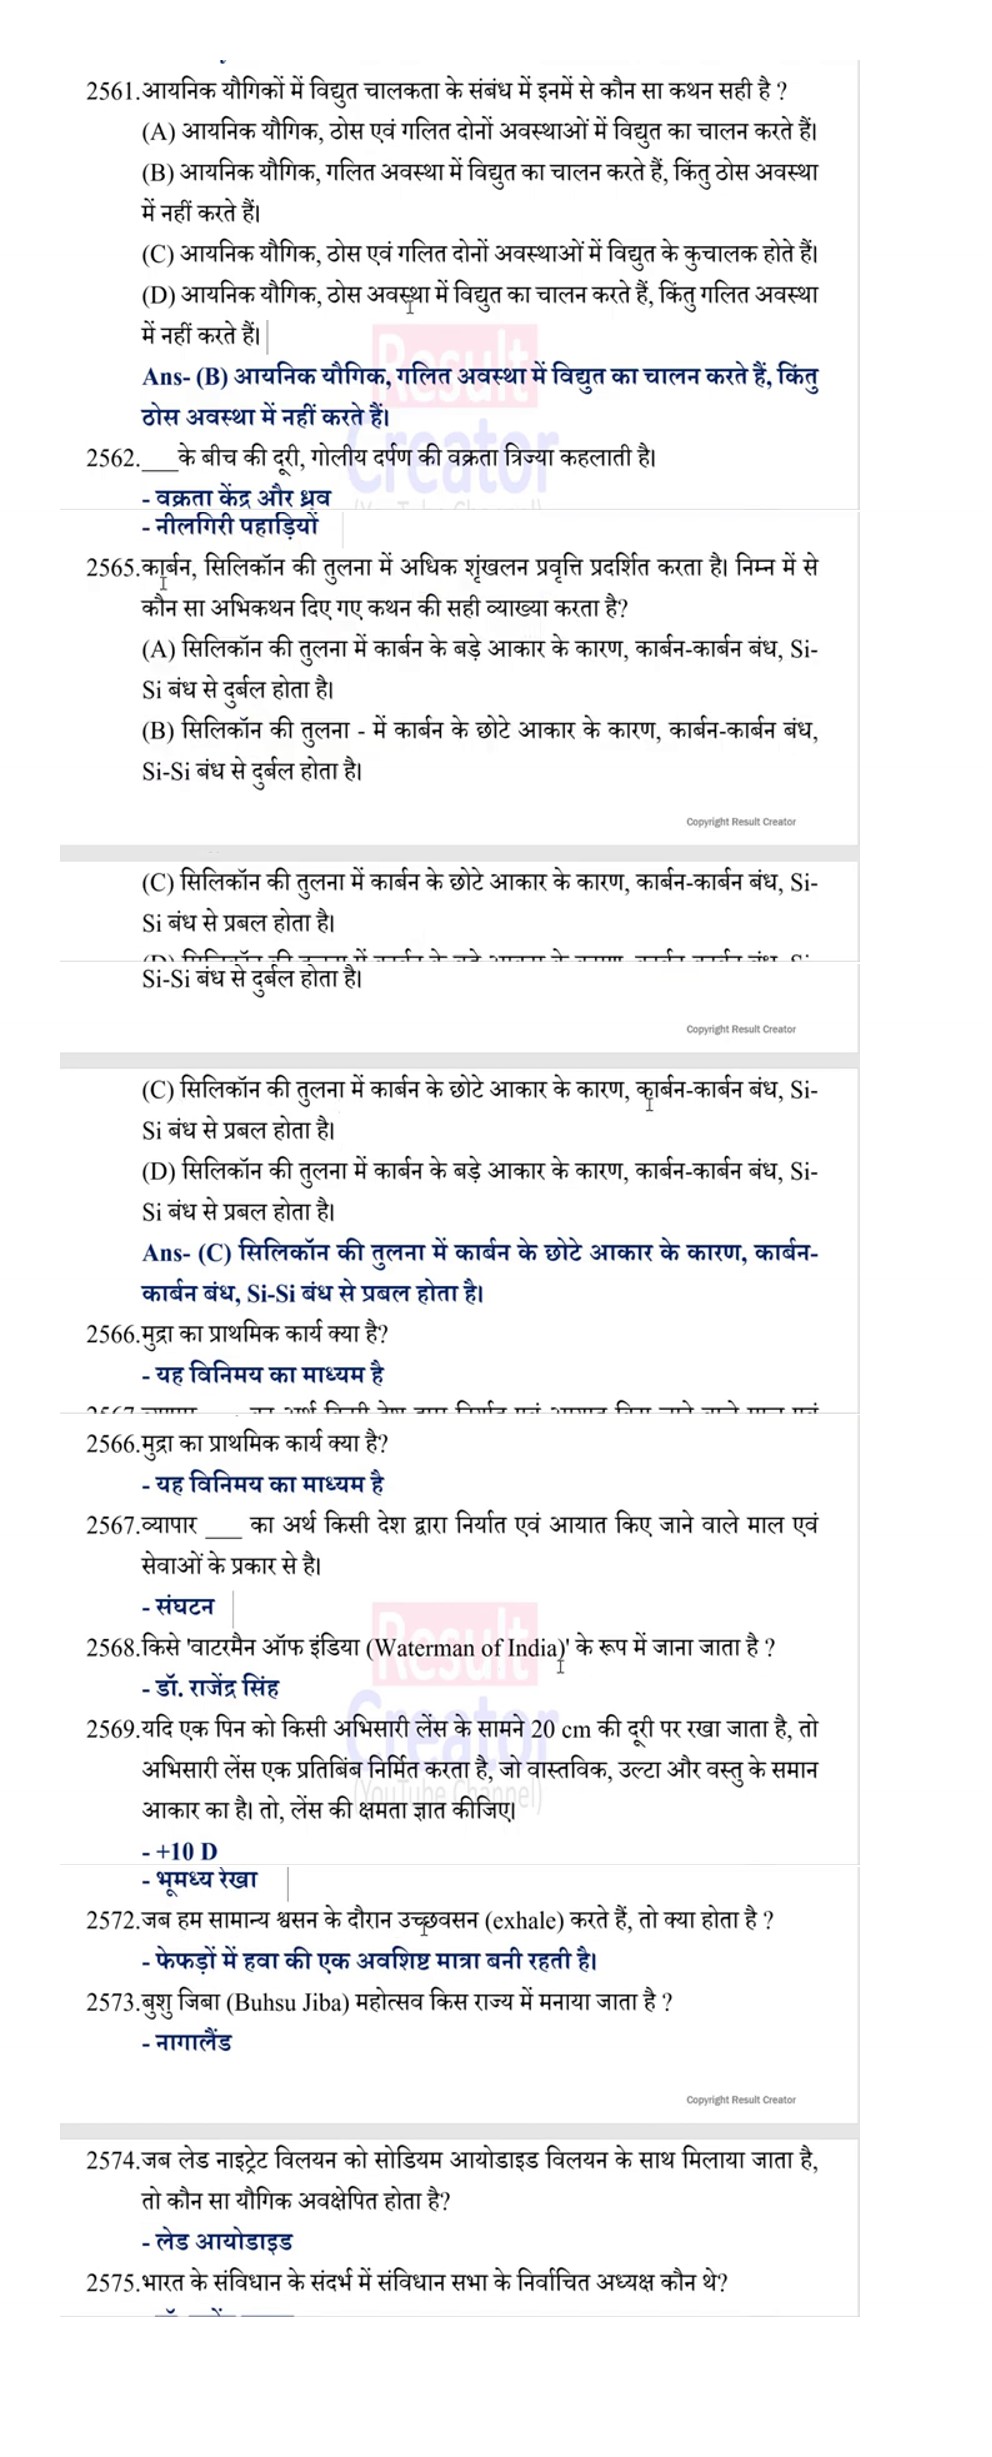 2561.आयनिक यौगिकों में विद्युत चालकता के संबंध में इनमें से कौन सा कथन सही है ?
(A) आयनिक यौगिक, ठोस एवं गलित दोनों अवस्थाओं में विद्युत का चालन करते हैं।
(B) आयनिक यौगिक, गलित अवस्था में विद्युत का चालन करते हैं, किंतु ठोस अवस्था
में नहीं करते हैं।
(C) आयनिक यौगिक, ठोस एवं गलित दोनों अवस्थाओं में विद्युत के कुचालक होते हैं।
(D) आयनिक यौगिक, ठोस अवस्था में विद्युत का चालन करते हैं, किंतु गलित अवस्था
में नहीं करते हैं।
Result
Ans- (B) आयनिक यौगिक, गलित अवस्था में विद्युत का चालन करते हैं, किंतु
ठोस अवस्था में नहीं करते हैं।
Creator
2562.___के बीच की दूरी, गोलीय दर्पण की वक्रता त्रिज्या कहलाती है।
- वक्रता केंद्र और ध्रुव
- नीलगिरी पहाड़ियों
2565.कार्बन, सिलिकॉन की तुलना में अधिक शृंखलन प्रवृत्ति प्रदर्शित करता है। निम्न में से
कौन सा अभिकथन दिए गए कथन की सही व्याख्या करता है?
(A) सिलिकॉन की तुलना में कार्बन के बड़े आकार के कारण, कार्बन-कार्बन बंध, Si-
Si बंध से दुर्बल होता है।
(B) सिलिकॉन की तुलना - में कार्बन के छोटे आकार के कारण, कार्बन-कार्बन बंध,
Si-Si बंध से दुर्बल होता है।
Copyright Result Creator
(C) सिलिकॉन की तुलना में कार्बन के छोटे आकार के कारण, कार्बन-कार्बन बंध, Si-
Si बंध से प्रबल होता है।
Si-Si बंध से दुर्बल होता है।
Copyright Result Creator
(C) सिलिकॉन की तुलना में कार्बन के छोटे आकार के कारण, कार्बन-कार्बन बंध, Si-
Si बंध से प्रबल होता है।
(D) सिलिकॉन की तुलना में कार्बन के बड़े आकार के कारण, कार्बन-कार्बन बंध, Si-
Si बंध से प्रबल होता है।
Ans- (C) सिलिकॉन की तुलना में कार्बन के छोटे आकार के कारण, कार्बन-
कार्बन बंध, Si-Si बंध से प्रबल होता है।
2566.मुद्रा का प्राथमिक कार्य क्या है?
- यह विनिमय का माध्यम है
2566.मुद्रा का प्राथमिक कार्य क्या है?
- यह विनिमय का माध्यम है
2567.व्यापार ___ का अर्थ किसी देश द्वारा निर्यात एवं आयात किए जाने वाले माल एवं
सेवाओं के प्रकार से है।
- संघटन
Result
2568.किसे 'वाटरमैन ऑफ इंडिया (Waterman of India)' के रूप में जाना जाता है ?
- डॉ. राजेंद्र सिंह
Creator
2569.यदि एक पिन को किसी अभिसारी लेंस के सामने 20 cm की दूरी पर रखा जाता है, तो
अभिसारी लेंस एक प्रतिबिंब निर्मित करता है, जो वास्तविक, उल्टा और वस्तु के समान
(YouTube Channel)
आकार का है। तो, लेंस की क्षमता ज्ञात कीजिए।
- +10 D
- भूमध्य रेखा
2572.जब हम सामान्य श्वसन के दौरान उच्छ्वसन (exhale) करते हैं, तो क्या होता है ?
- फेफड़ों में हवा की एक अवशिष्ट मात्रा बनी रहती है।
2573.बुशु जिबा (Buhsu Jiba) महोत्सव किस राज्य में मनाया जाता है ?
- नागालैंड
Copyright Result Creator
2574.जब लेड नाइट्रेट विलयन को सोडियम आयोडाइड विलयन के साथ मिलाया जाता है,
तो कौन सा यौगिक अवक्षेपित होता है?
- लेड आयोडाइड
2575.भारत के संविधान के संदर्भ में संविधान सभा के निर्वाचित अध्यक्ष कौन थे?